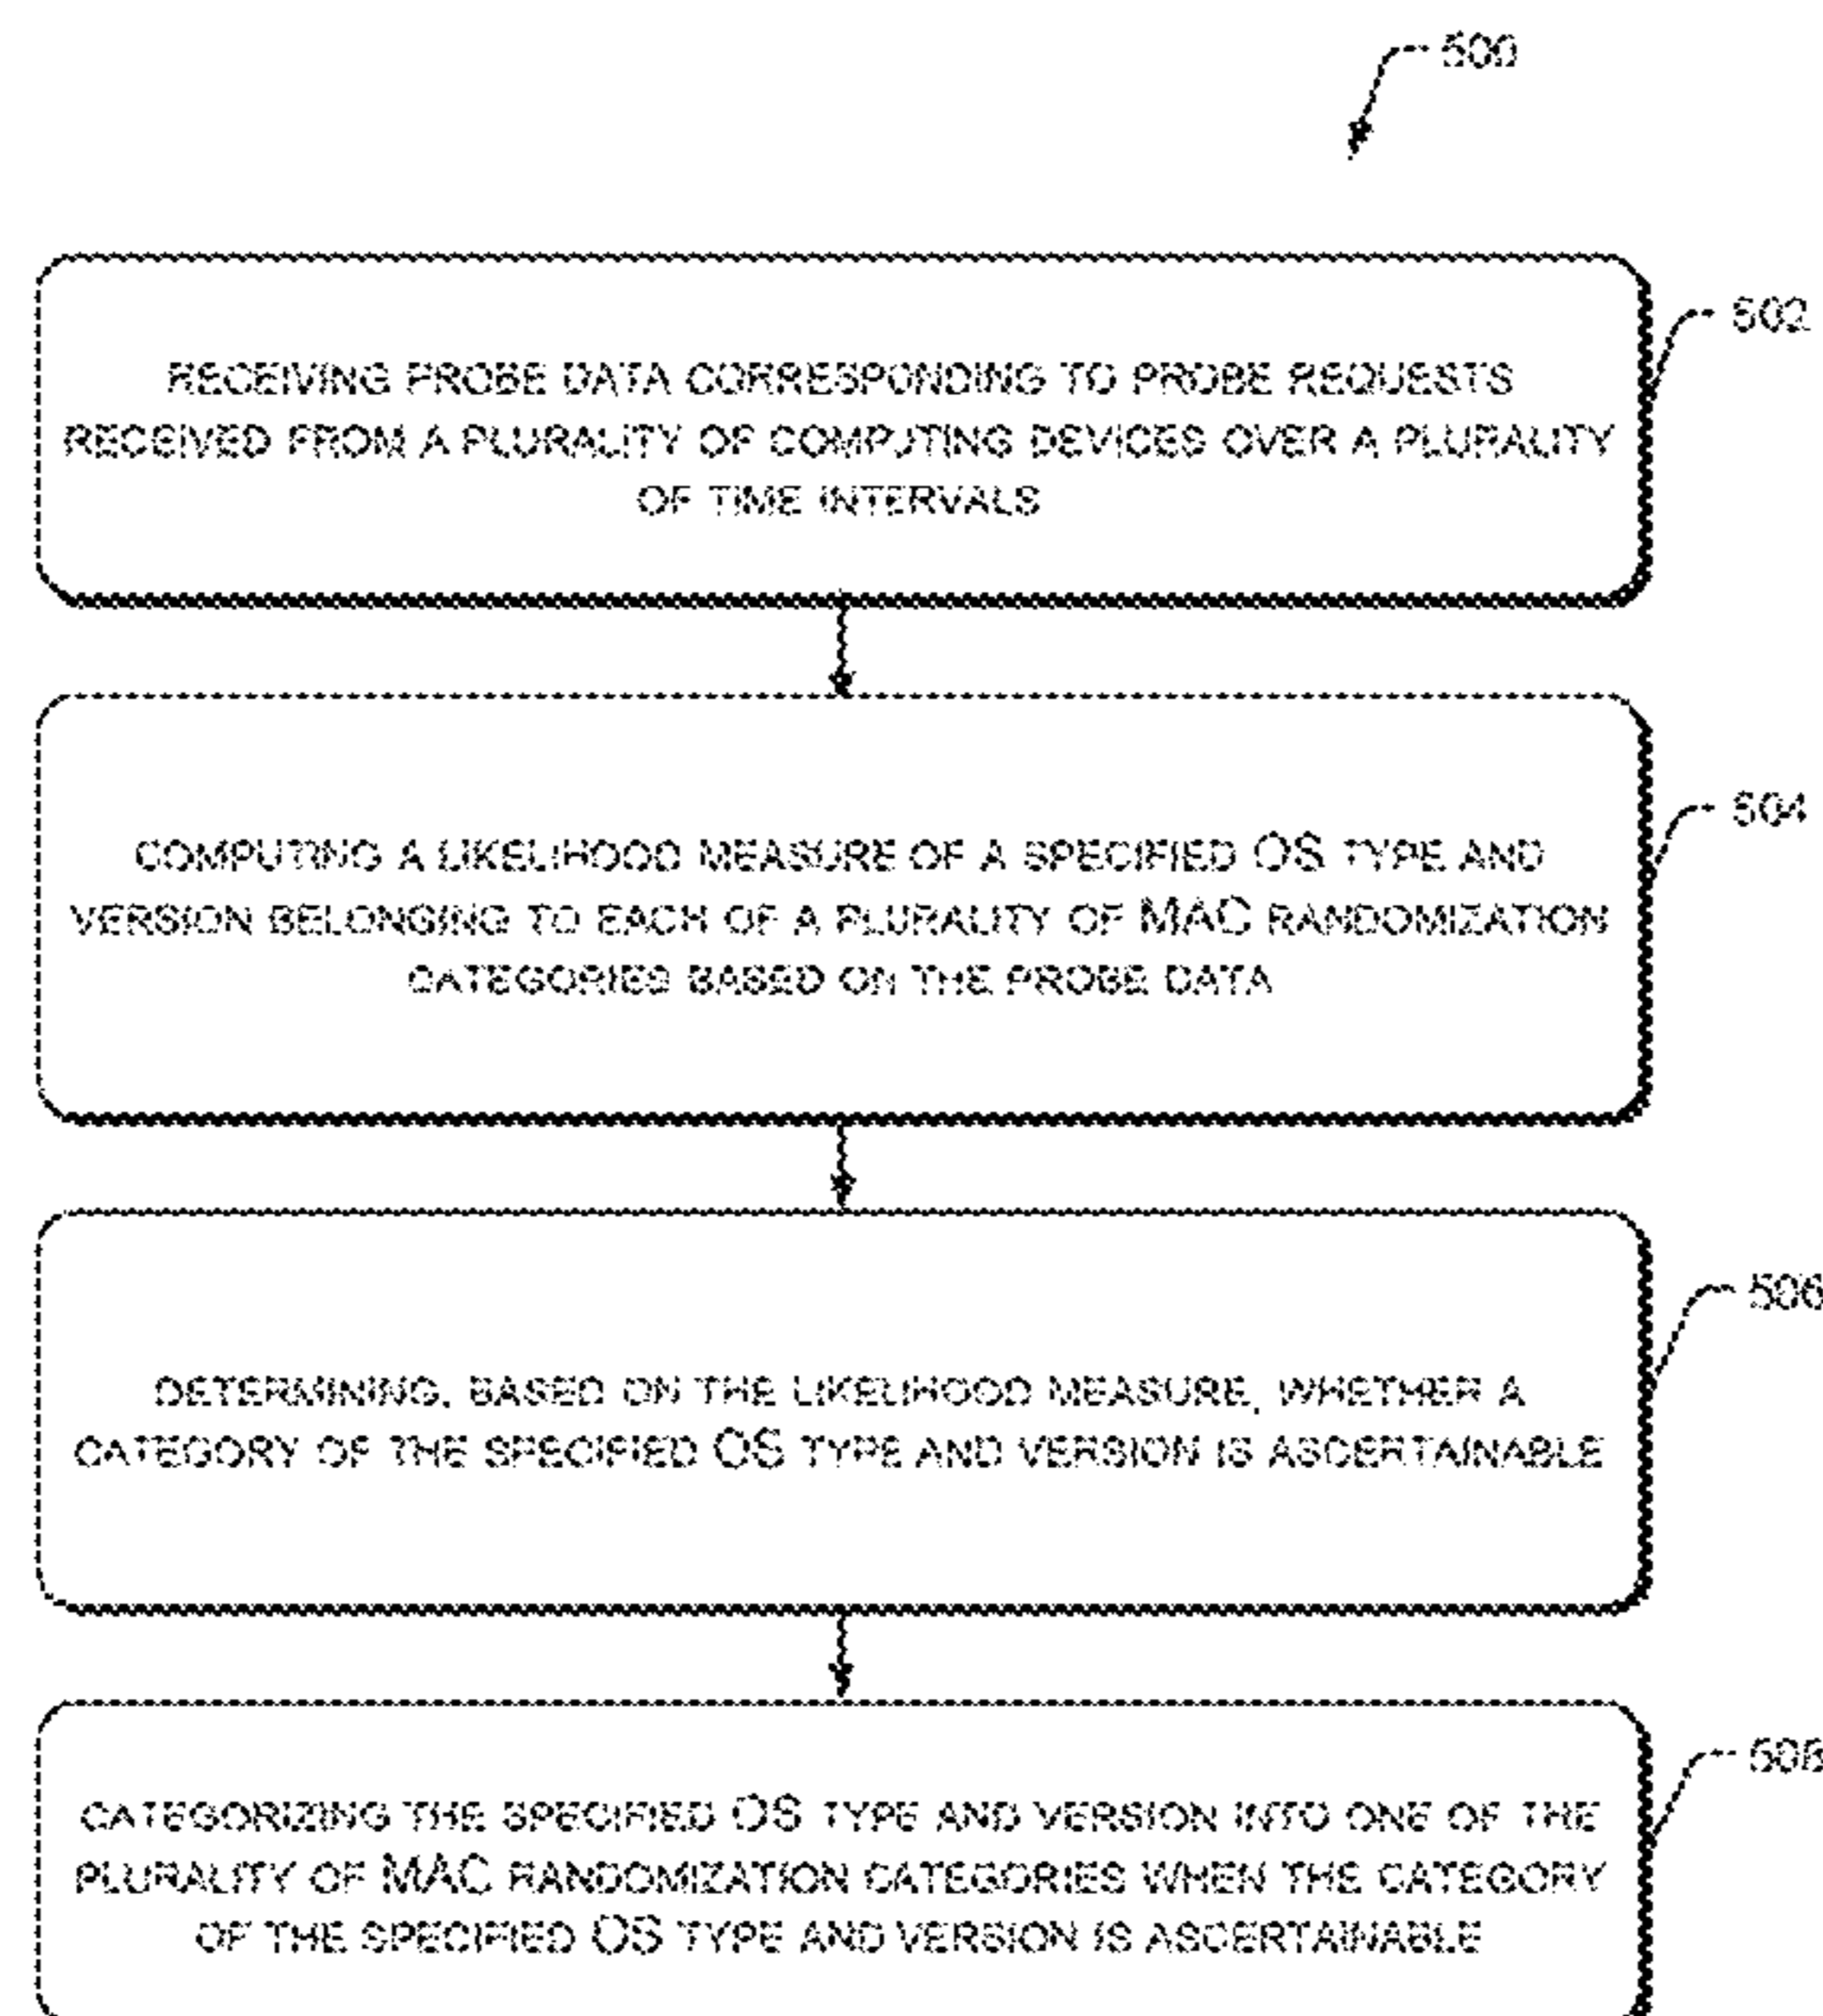 500
502
RECEIVING PROBE DATA CORRESPONDING TO PROBE REQUESTS
RECEIVED FROM A PLURALITY OF COMPUTING DEVICES OVER A PLURALITY
OF TIME INTERVALS
504
COMPUTING A LIKELIHOOD MEASURE OF A SPECIFIED OS TYPE AND
VERSION BELONGING TO EACH OF A PLURALITY OF MAC RANDOMIZATION
CATEGORIES BASED ON THE PROBE DATA
506
DETERMINING, BASED ON THE LIKELIHOOD MEASURE, WHETHER A
CATEGORY OF THE SPECIFIED OS TYPE AND VERSION IS ASCERTAINABLE
508
CATEGORIZING THE SPECIFIED OS TYPE AND VERSION INTO ONE OF THE
PLURALITY OF MAC RANDOMIZATION CATEGORIES WHEN THE CATEGORY
OF THE SPECIFIED OS TYPE AND VERSION IS ASCERTAINABLE